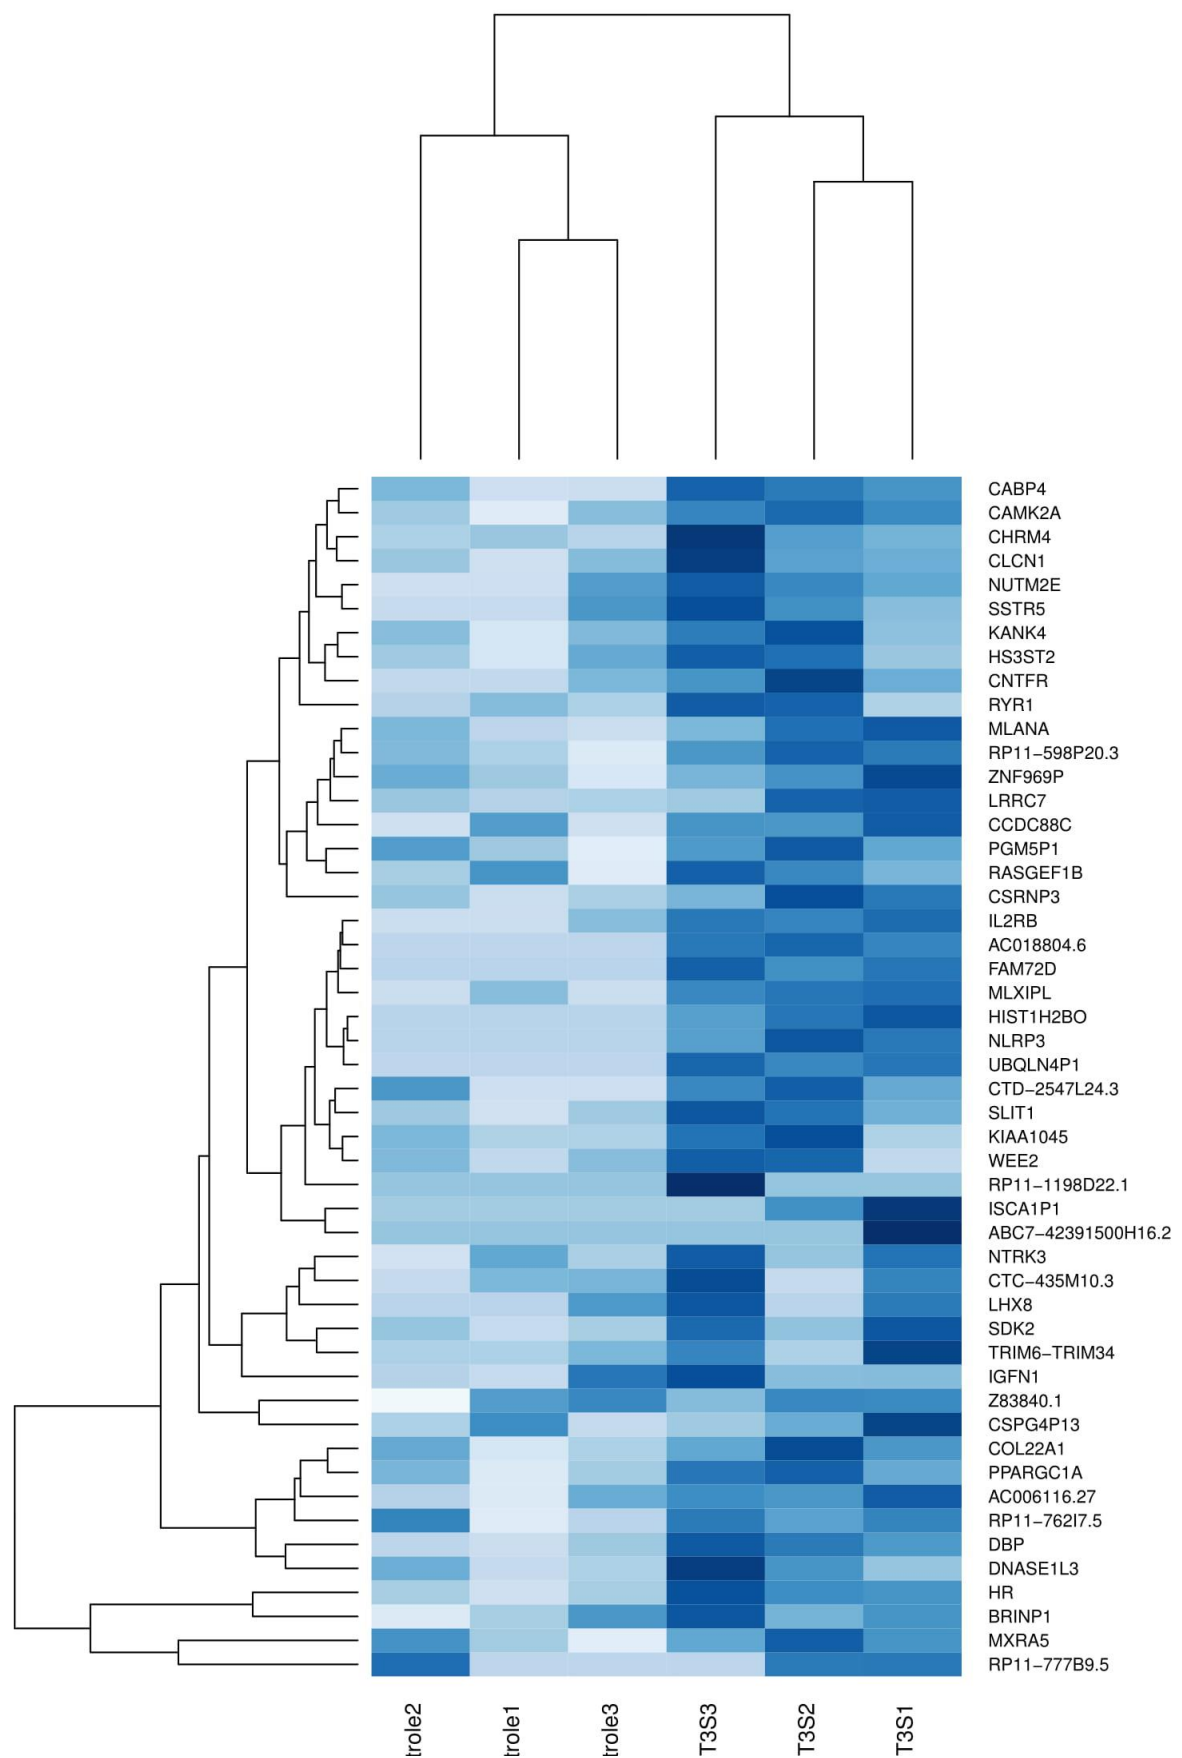 CABP4
CAMK2A
CHRM4
CLCN1
NUTM2E
SSTR5
KANK4
HS3ST2
CNTFR
RYR1
MLANA
RP11−598P20.3
ZNF969P
LRRC7
CCDC88C
PGM5P1
RASGEF1B
CSRNP3
IL2RB
AC018804.6
FAM72D
MLXIPL
HIST1H2BO
NLRP3
UBQLN4P1
CTD−2547L24.3
SLIT1
KIAA1045
WEE2
RP11−1198D22.1
ISCA1P1
ABC7−42391500H16.2
NTRK3
CTC−435M10.3
LHX8
SDK2
TRIM6−TRIM34
IGFN1
Z83840.1
CSPG4P13
COL22A1
PPARGC1A
AC006116.27
RP11−762I7.5
DBP
DNASE1L3
HR
BRINP1
MXRA5
RP11−777B9.5
trole2
trole1
trole3
T3S3
T3S2
T3S1